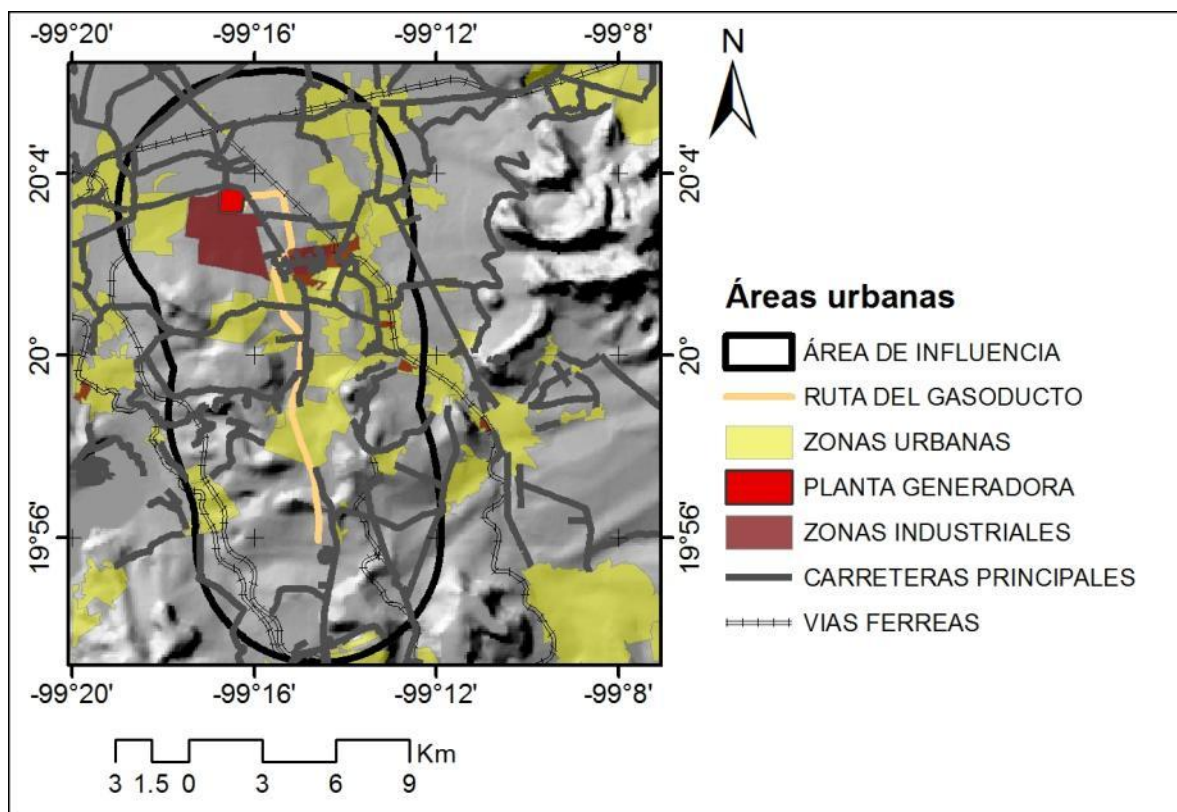 -99°20' -99°16' -99°12' -99°8'
N
20°4' 20°4'
20° 20°
19°56' 19°56'
-99°20' -99°16' -99°12' -99°8'
Áreas urbanas
ÁREA DE INFLUENCIA
RUTA DEL GASODUCTO
ZONAS URBANAS
PLANTA GENERADORA
ZONAS INDUSTRIALES
CARRETERAS PRINCIPALES
VIAS FERREAS
Km
3 1.5 0 3 6 9